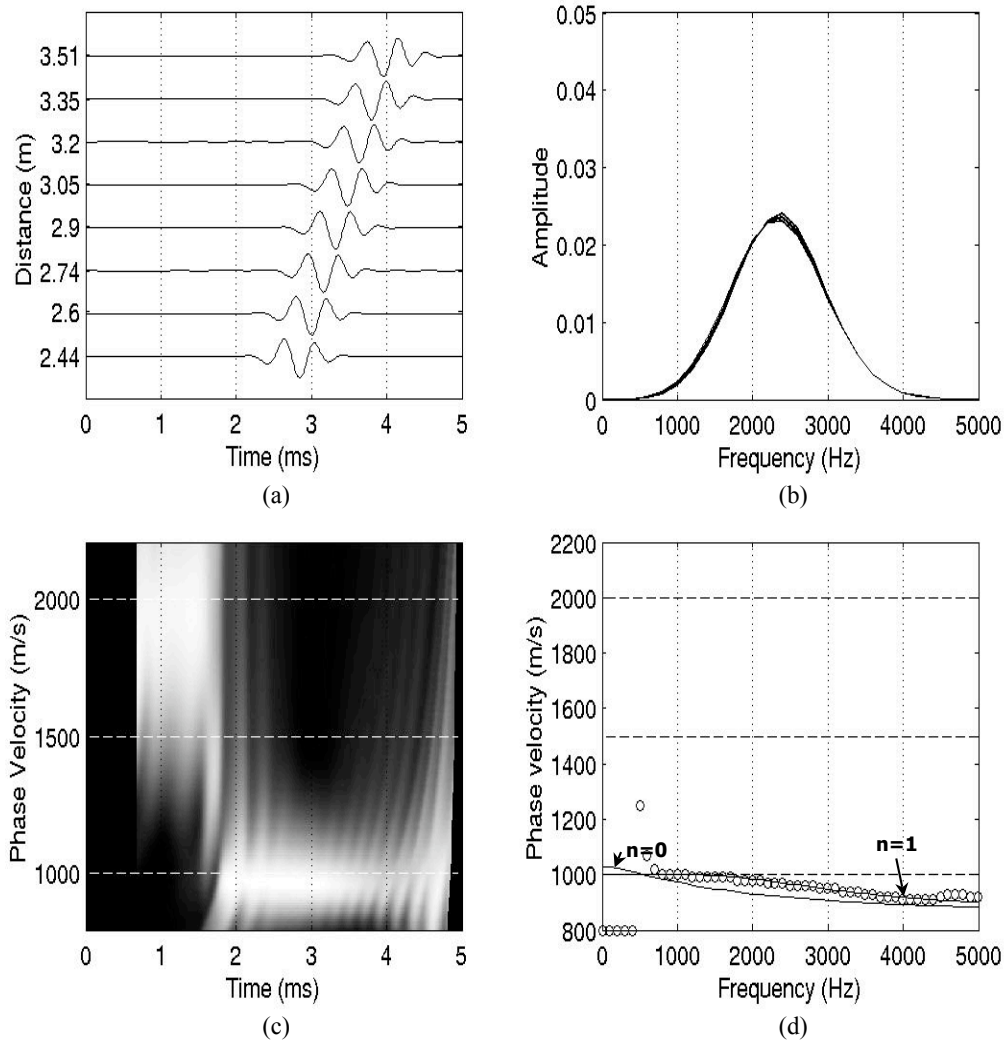 3.51
3.35
3.2
3.05
2.9
2.74
2.6
2.44
Distance (m)
0 1 2 3 4 5
Time (ms)
(a)
0.05
0.04
0.03
0.02
0.01
0
Amplitude
1000 2000 3000 4000 5000
Frequency (Hz)
(b)
2000
1500
1000
Phase Velocity (m/s)
0 1 2 3 4 5
Time (ms)
(c)
2200
2000
1800
1600
1400
1200
1000
800
Phase velocity (m/s)
n=0
n=1
0 1000 2000 3000 4000 5000
Frequency (Hz)
(d)